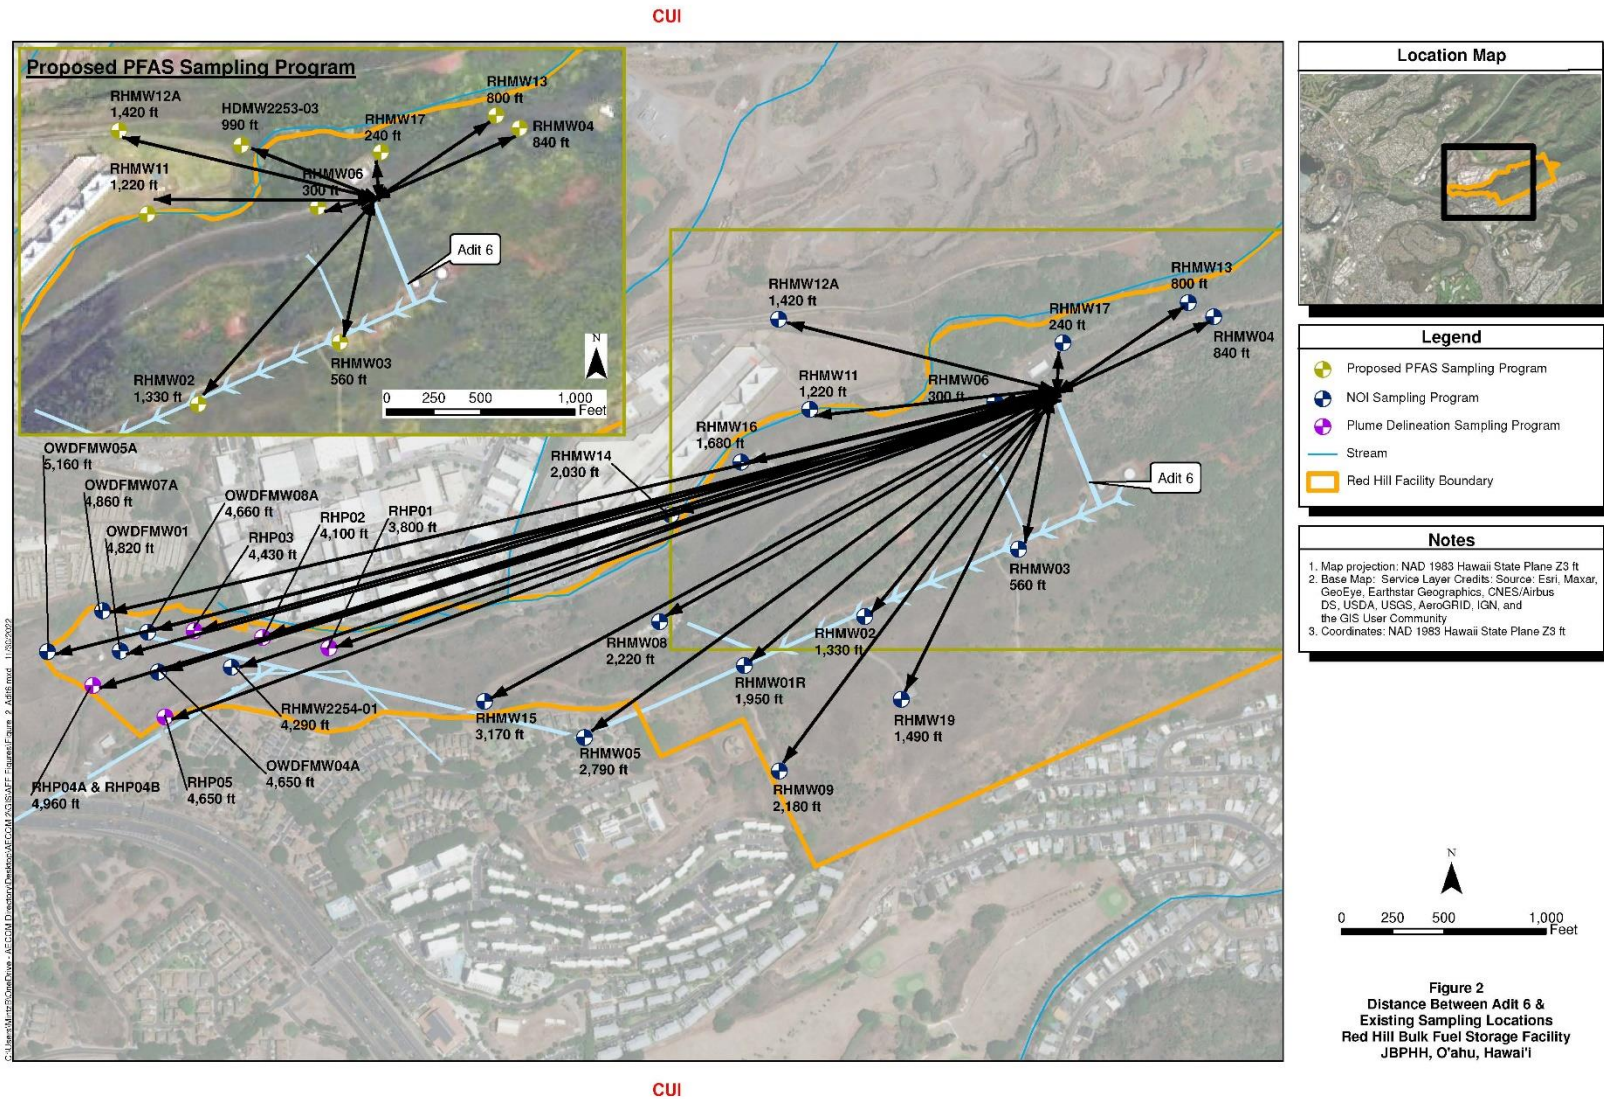 CUI
Proposed PFAS Sampling Program
RHMW12A
1,420 ft
HDMW2253-03
990 ft
RHMW17
240 ft
RHMW13
800 ft
RHMW04
840 ft
RHMW11
1,220 ft
RHMW06
300 ft
Adit 6
RHMW03
560 ft
RHMW02
1,330 ft
N
0 250 500 1,000
Feet
RHMW12A
1,420 ft
RHMW17
240 ft
RHMW13
800 ft
RHMW04
840 ft
RHMW11
1,220 ft
RHMW06
300 ft
RHMW16
1,680 ft
RHMW14
2,030 ft
Adit 6
OWDFMW05A
5,160 ft
OWDFMW07A
4,860 ft
OWDFMW01
4,820 ft
OWDFMW08A
4,660 ft
RHP03
4,430 ft
RHP02
4,100 ft
RHP01
3,800 ft
RHMW03
560 ft
RHMW08
2,220 ft
RHMW02
1,330 ft
RHMW01R
1,950 ft
RHMW19
1,490 ft
RHMW15
3,170 ft
RHMW05
2,790 ft
RHMW09
2,180 ft
RHMW2254-01
4,290 ft
OWDFMW04A
4,650 ft
RHP05
4,650 ft
RHP04A & RHP04B
4,960 ft
Location Map
Legend
Proposed PFAS Sampling Program
NOI Sampling Program
Plume Delineation Sampling Program
Stream
Red Hill Facility Boundary
Notes
1. Map projection: NAD 1983 Hawaii State Plane Z3 ft
2. Base Map: Service Layer Credits: Source: Esri, Maxar,
GeoEye, Earthstar Geographics, CNES/Airbus
DS, USDA, USGS, AeroGRID, IGN, and
the GIS User Community
3. Coordinates: NAD 1983 Hawaii State Plane Z3 ft
N
0 250 500 1,000
Feet
Figure 2
Distance Between Adit 6 &
Existing Sampling Locations
Red Hill Bulk Fuel Storage Facility
JBPHH, O'ahu, Hawai'i
CUI